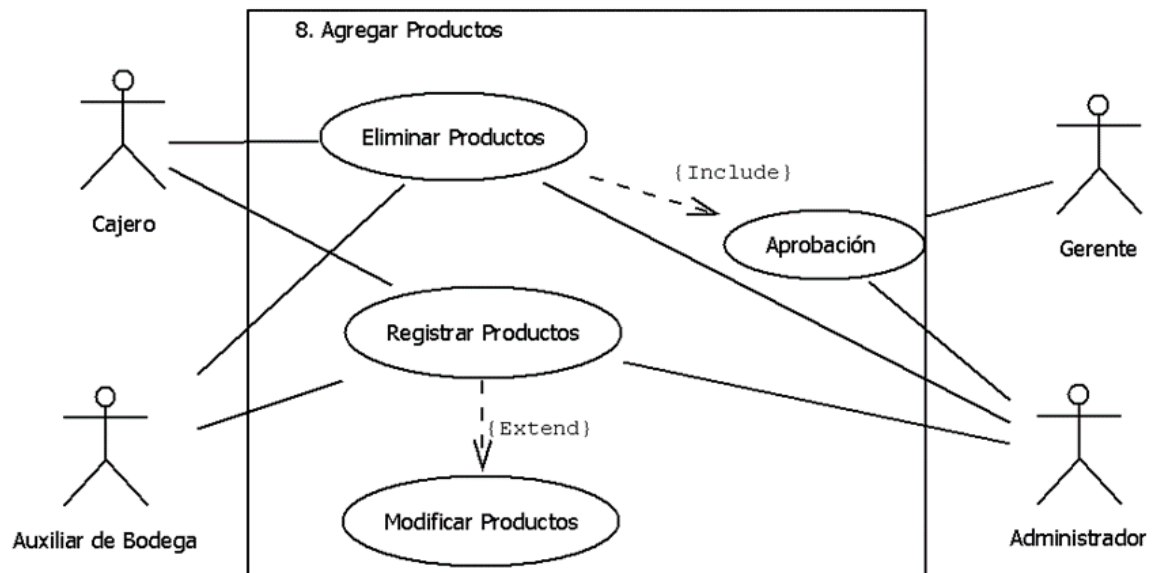 8. Agregar Productos
Eliminar Productos
{Include}
Cajero
Aprobación
Gerente
Registrar Productos
{Extend}
Modificar Productos
Auxiliar de Bodega
Administrador